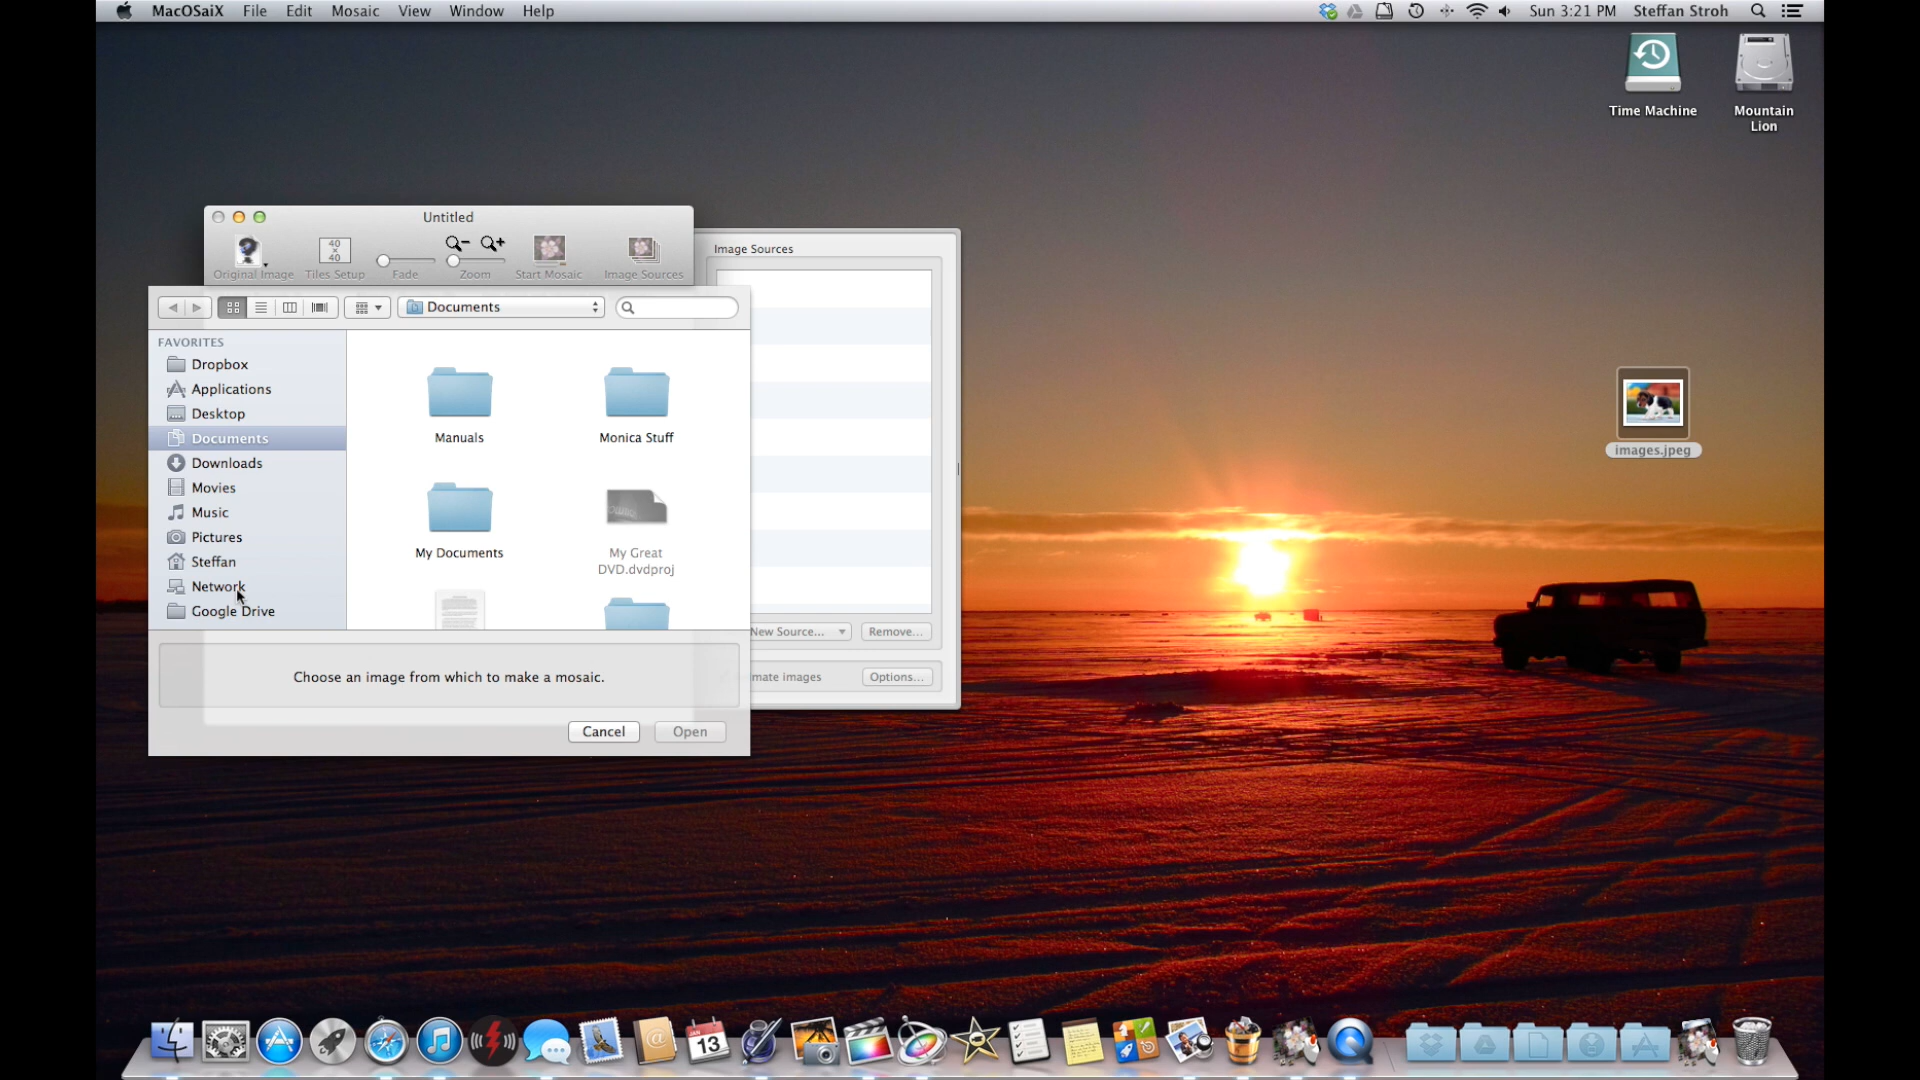 MacOSaiX File Edit Mosaic View Window Help Sun 3:21 PM Steffan Stroh
Time Machine
Mountain
Lion
Untitled
40
×
40
Original Image Tiles Setup Fade Zoom Start Mosaic Image Sources
Image Sources
Documents
FAVORITES
Dropbox
Applications
Desktop
Documents
Downloads
Movies
Music
Pictures
Steffan
Network
Google Drive
Manuals
Monica Stuff
My Documents
My Great
DVD.dvdproj
images.jpeg
New Source...
Remove...
Choose an image from which to make a mosaic.
mate images
Options...
Cancel
Open
JAN
13